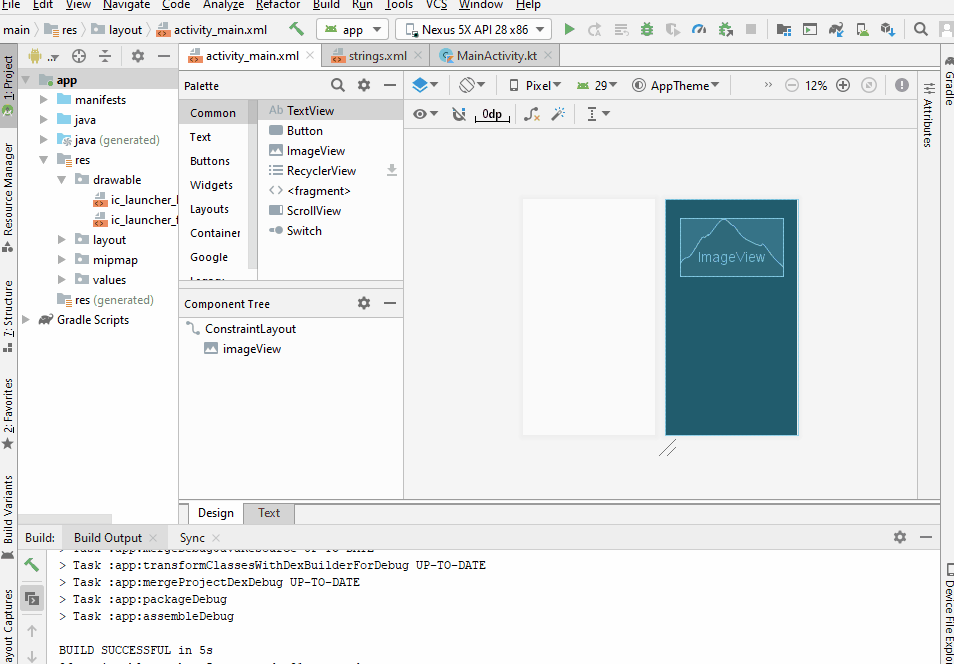 File Edit View Navigate Code Analyze Refactor Build Run Tools VCS Window Help
main res layout activity_main.xml app Nexus 5X API 28 x86
1: Project
Resource Manager
7: Structure
2: Favorites
Build Variants
Layout Captures
app
manifests
java
java (generated)
res
drawable
ic_launcher_
ic_launcher_
layout
mipmap
values
res (generated)
Gradle Scripts
activity_main.xml strings.xml MainActivity.kt
Palette
Common
Text
Buttons
Widgets
Layouts
Container
Google
Ab TextView
Button
ImageView
RecyclerView
<fragment>
ScrollView
Switch
Component Tree
ConstraintLayout
imageView
Pixel 29 AppTheme 12%
0dp
ImageView
Gradle
Attributes
Device File Explo
Design Text
Build: Build Output Sync
> Task :app:mergeDebugJavaResource UP-TO-DATE
> Task :app:transformClassesWithDexBuilderForDebug UP-TO-DATE
> Task :app:mergeProjectDexDebug UP-TO-DATE
> Task :app:packageDebug
> Task :app:assembleDebug
BUILD SUCCESSFUL in 5s